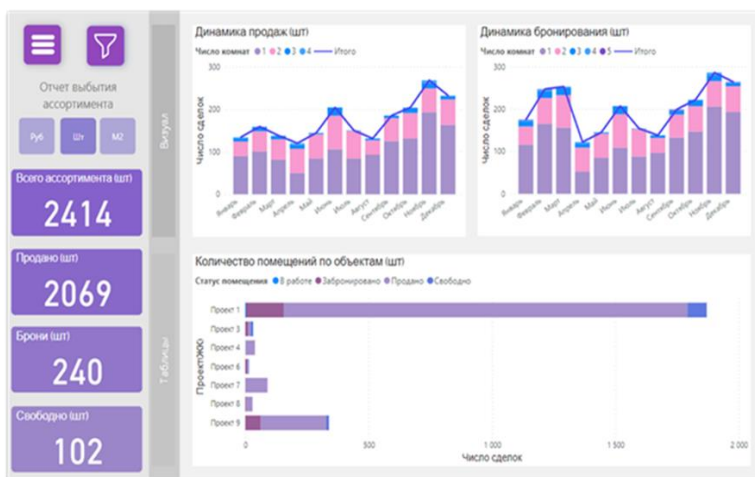 Отчет выбытия
ассортимента
Руб
Шт
М2
Всего ассортимента (шт)
2414
Продано (шт)
2069
Брони (шт)
240
Свободно (шт)
102
Визуал
Таблицы
Динамика продаж (шт)
Число комнат 1 2 3 4 Итого
Число сделок
300
200
100
0
Январь
Февраль
Март
Апрель
Май
Июнь
Июль
Август
Сентябрь
Октябрь
Ноябрь
Декабрь
Динамика бронирования (шт)
Число комнат 1 2 3 4 5 Итого
Число сделок
300
200
100
0
Январь
Февраль
Март
Апрель
Май
Июнь
Июль
Август
Сентябрь
Октябрь
Ноябрь
Декабрь
Количество помещений по объектам (шт)
Статус помещения В работе Забронировано Продано Свободно
Проект 1
Проект 3
Проект 4
Проект 6
Проект 7
Проект 8
Проект 9
0
500
1 000
1 500
2 000
Число сделок